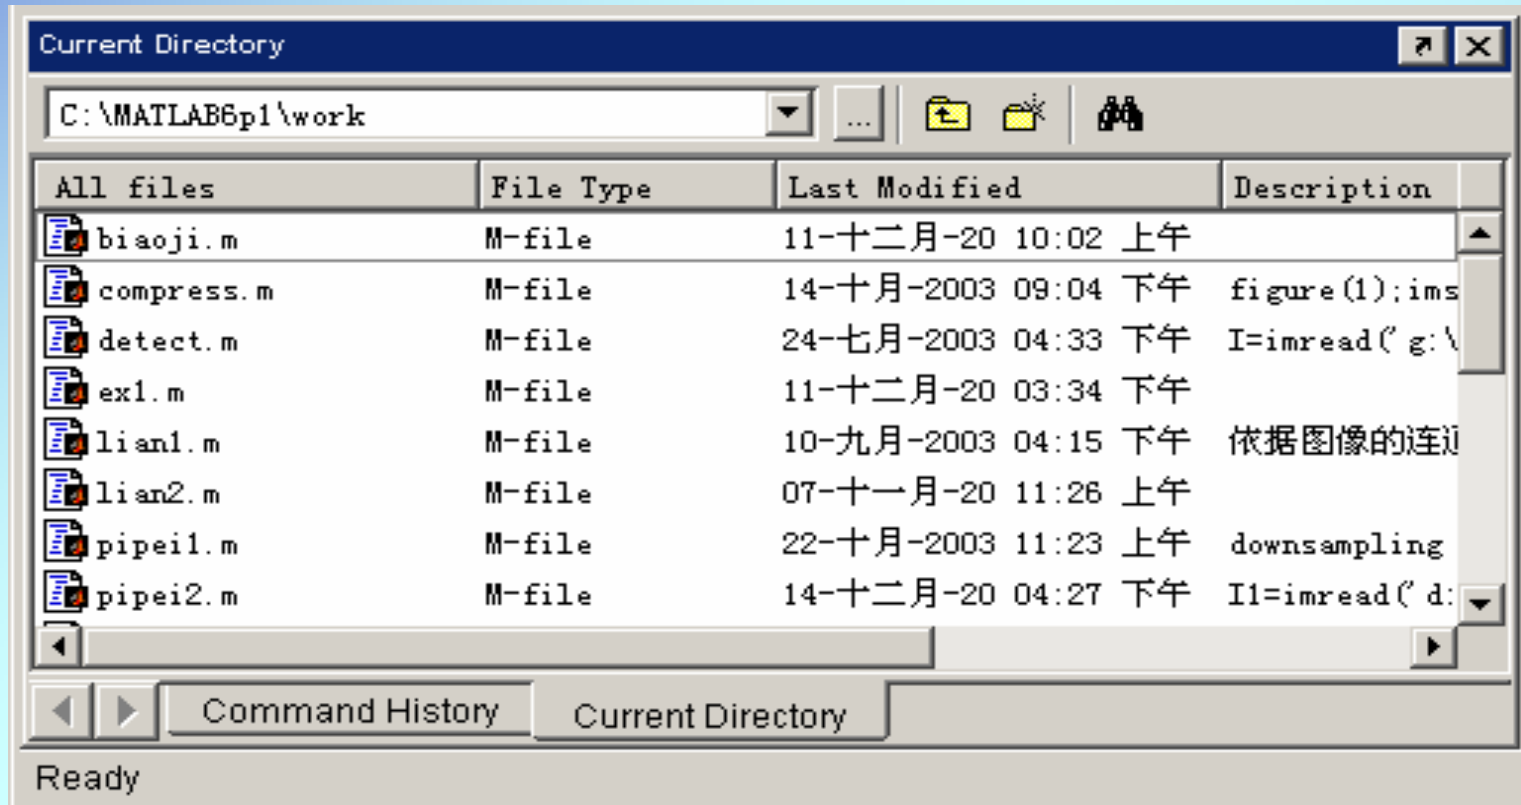 Current Directory
C:\MATLAB6p1\work ...
All files File Type Last Modified Description
biaoji.m M-file 11-十二月-20 10:02 上午
compress.m M-file 14-十月-2003 09:04 下午 figure(1);ims
detect.m M-file 24-七月-2003 04:33 下午 I=imread('g:\
ex1.m M-file 11-十二月-20 03:34 下午
lian1.m M-file 10-九月-2003 04:15 下午 依据图像的连
lian2.m M-file 07-十一月-20 11:26 上午
pipei1.m M-file 22-十月-2003 11:23 上午 downsampling
pipei2.m M-file 14-十二月-20 04:27 下午 I1=imread('d:
Command History Current Directory
Ready